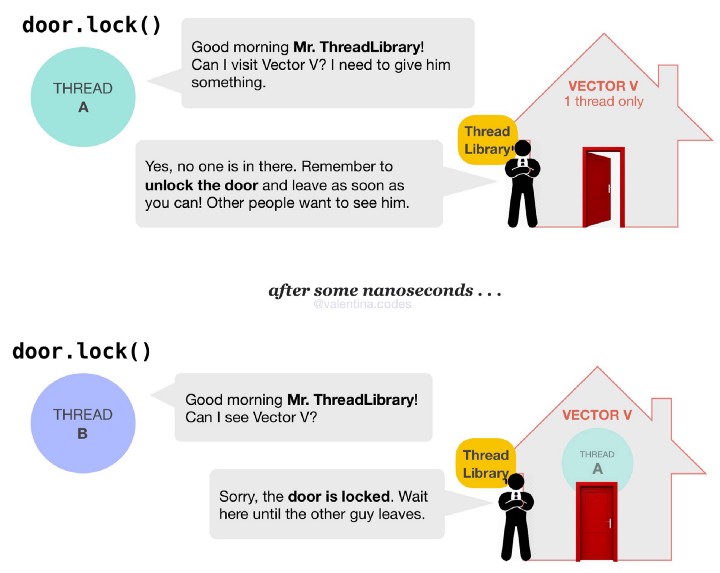 door.lock()
THREAD
A
Good morning Mr. ThreadLibrary!
Can I visit Vector V? I need to give him
something.
VECTOR V
1 thread only
Thread
Library
Yes, no one is in there. Remember to
unlock the door and leave as soon as
you can! Other people want to see him.
after some nanoseconds . . .
@valentina.codes
door.lock()
THREAD
B
Good morning Mr. ThreadLibrary!
Can I see Vector V?
VECTOR V
THREAD
A
Thread
Library
Sorry, the door is locked. Wait
here until the other guy leaves.